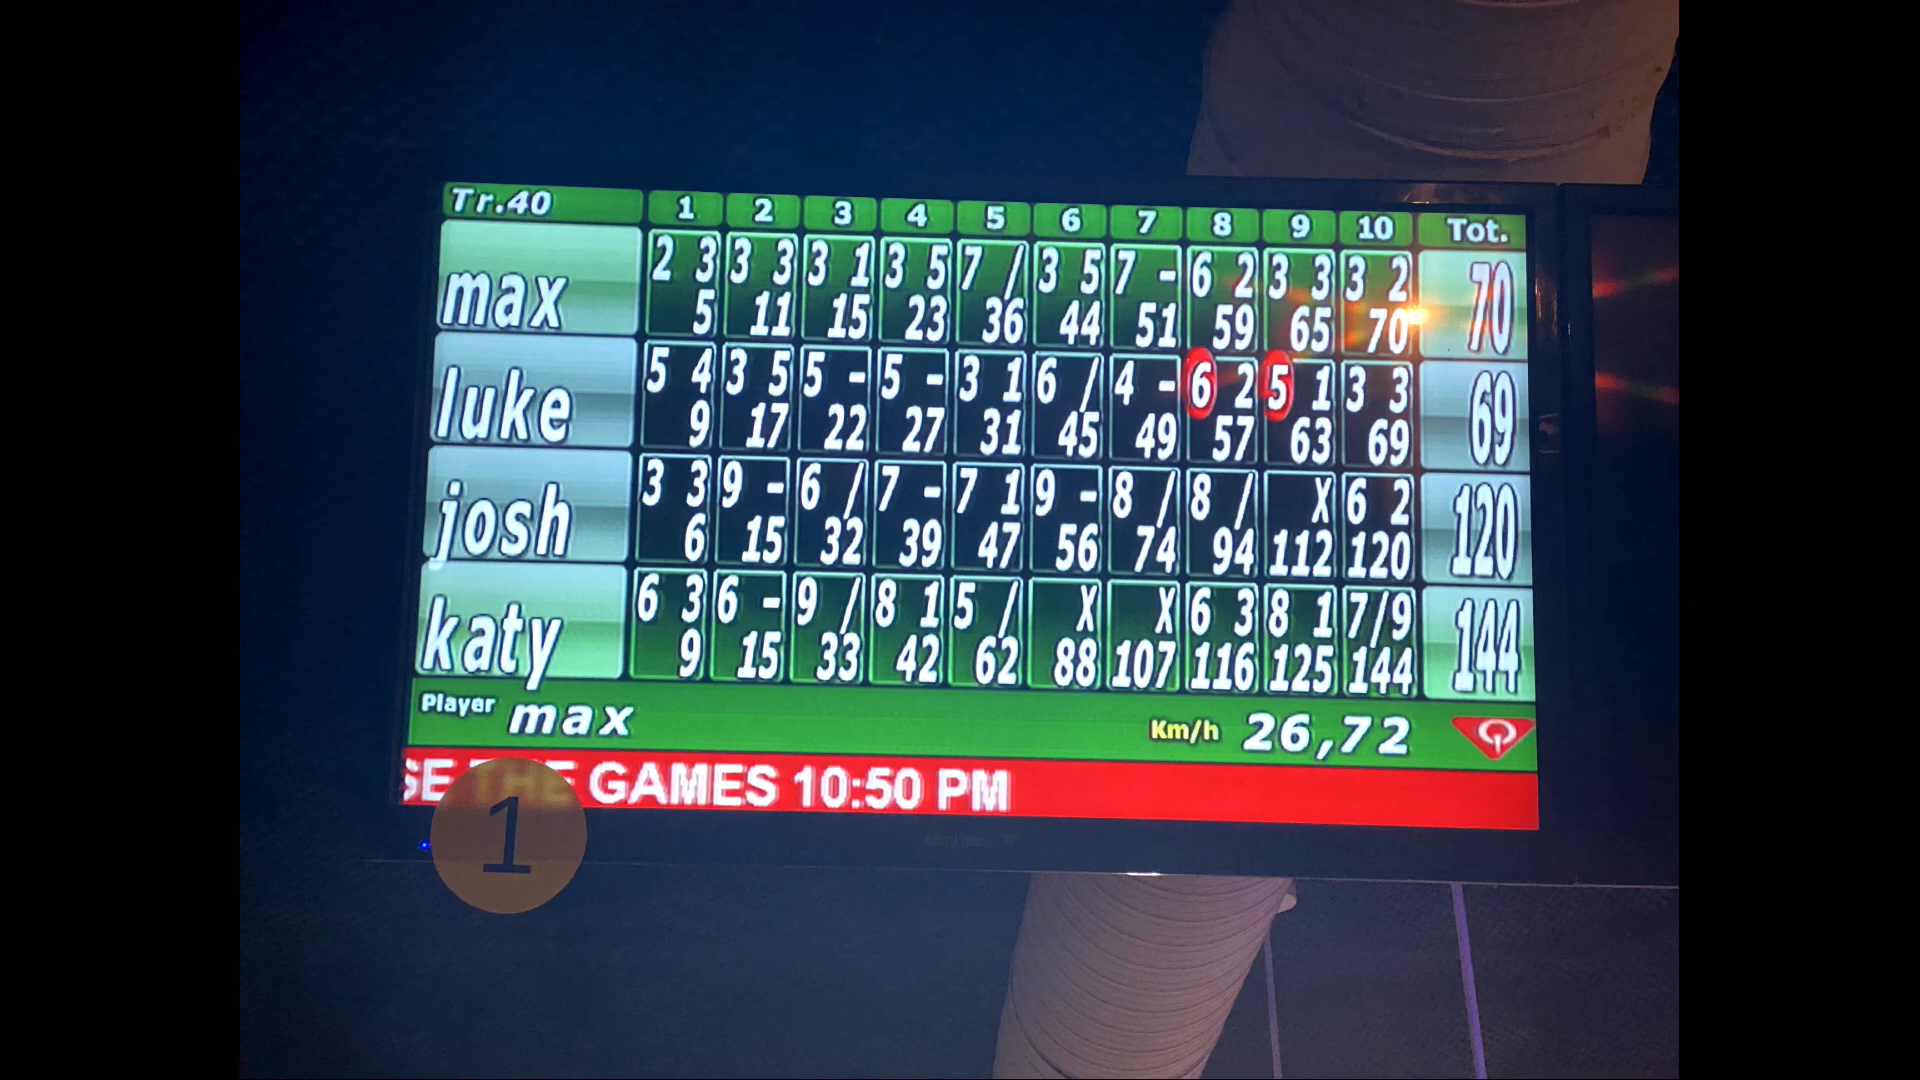 Tr.40 1 2 3 4 5 6 7 8 9 10 Tot.
max 2 3 3 3 3 1 3 5 7 / 3 5 7 - 6 2 3 3 3 2 70
5 11 15 23 36 44 51 59 65 70
luke 5 4 3 5 5 - 5 - 3 1 6 / 4 - 6 2 5 1 3 3 69
9 17 22 27 31 45 49 57 63 69
josh 3 3 9 - 6 / 7 - 7 1 9 - 8 / 8 / X 6 2 120
6 15 32 39 47 56 74 94 112 120
katy 6 3 6 - 9 / 8 1 5 / X X 6 3 8 1 7/9 144
9 15 33 42 62 88 107 116 125 144
Player max Km/h 26,72
SE THE GAMES 10:50 PM
1